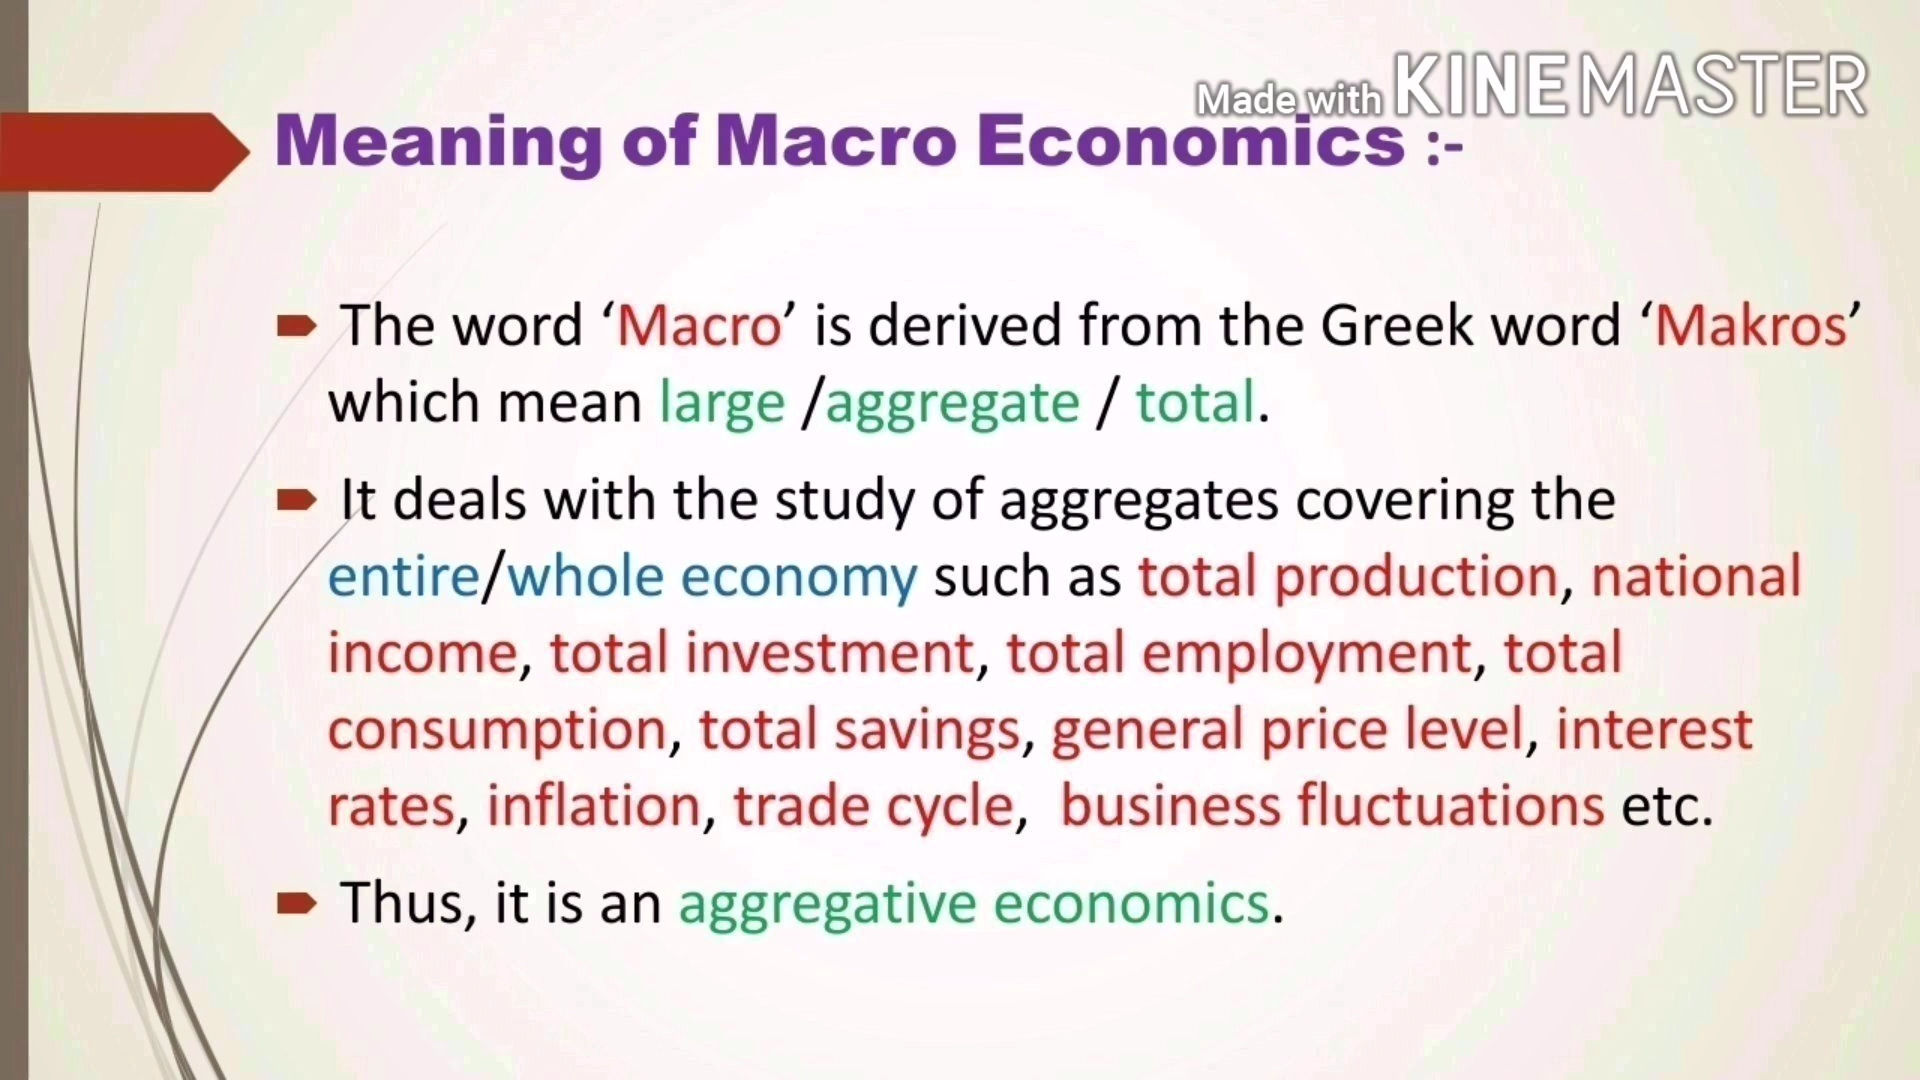 Made with KINEMASTER
Meaning of Macro Economics :-
The word ‘Macro’ is derived from the Greek word ‘Makros’
which mean large /aggregate / total.
It deals with the study of aggregates covering the
entire/whole economy such as total production, national
income, total investment, total employment, total
consumption, total savings, general price level, interest
rates, inflation, trade cycle,  business fluctuations etc.
Thus, it is an aggregative economics.